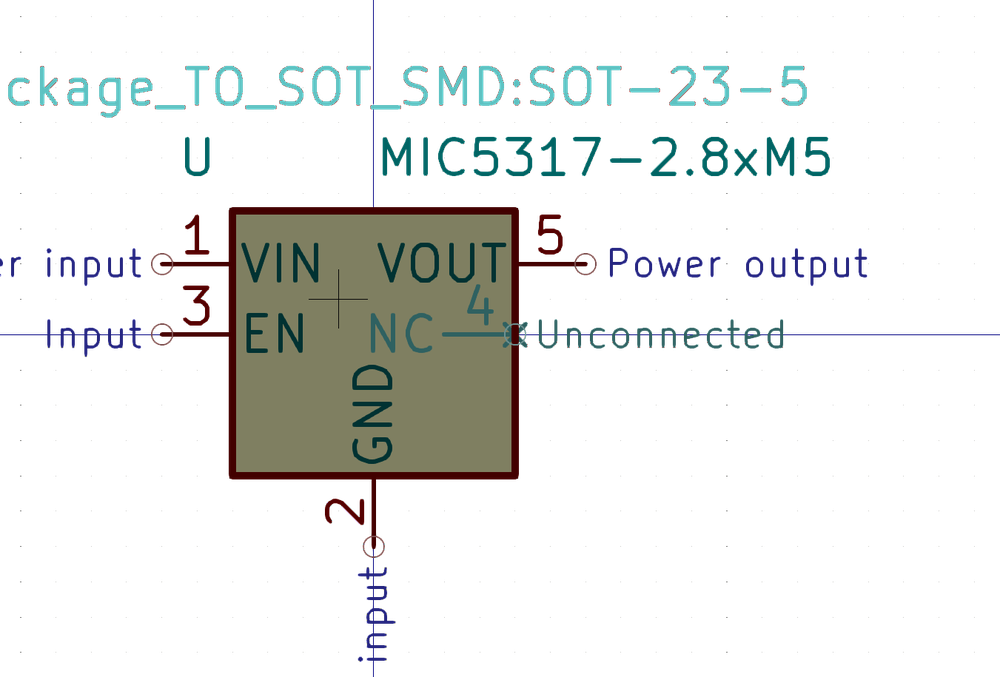 ckage_TO_SOT_SMD:SOT-23-5
U MIC5317-2.8xM5
er input 1 VIN VOUT 5 Power output
Input 3 EN NC 4 Unconnected
GND
2
input